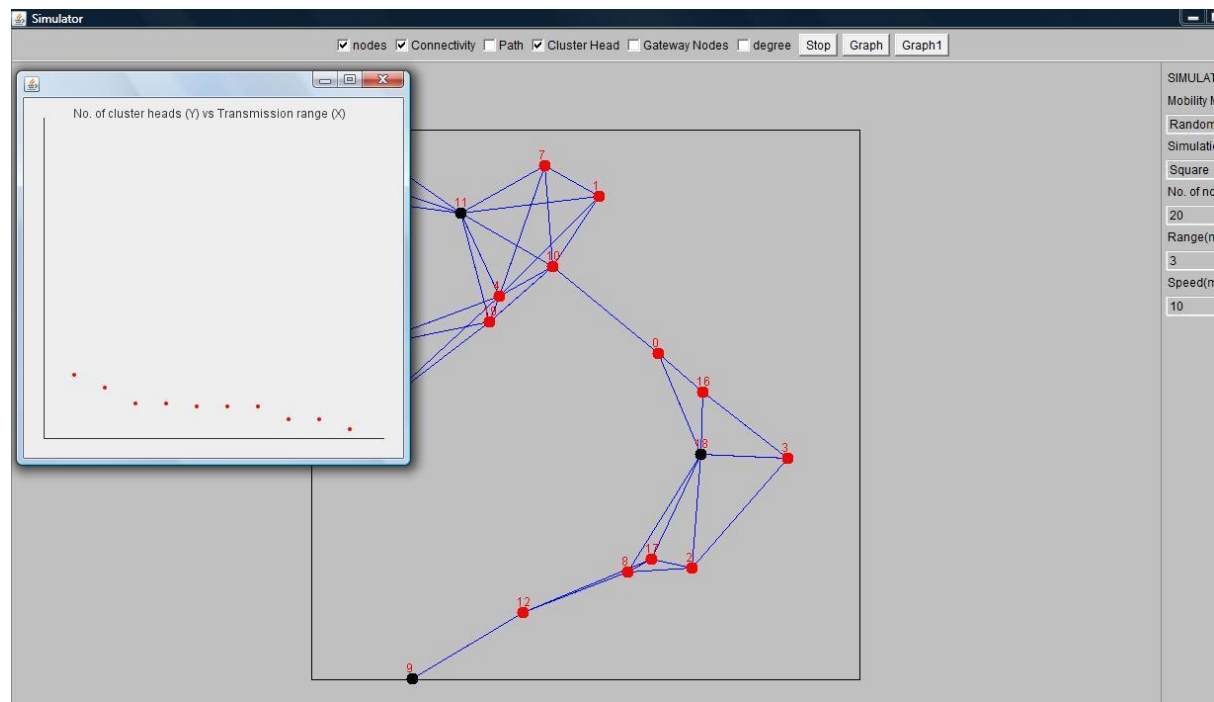 Simulator
nodes Connectivity Path Cluster Head Gateway Nodes degree Stop Graph Graph1
No. of cluster heads (Y) vs Transmission range (X)
SIMULAT
Mobility M
Random
Simulati
Square
No. of no
20
Range(m
3
Speed(m
10
7
1
11
10
4
19
0
16
18
3
17
8
2
12
9